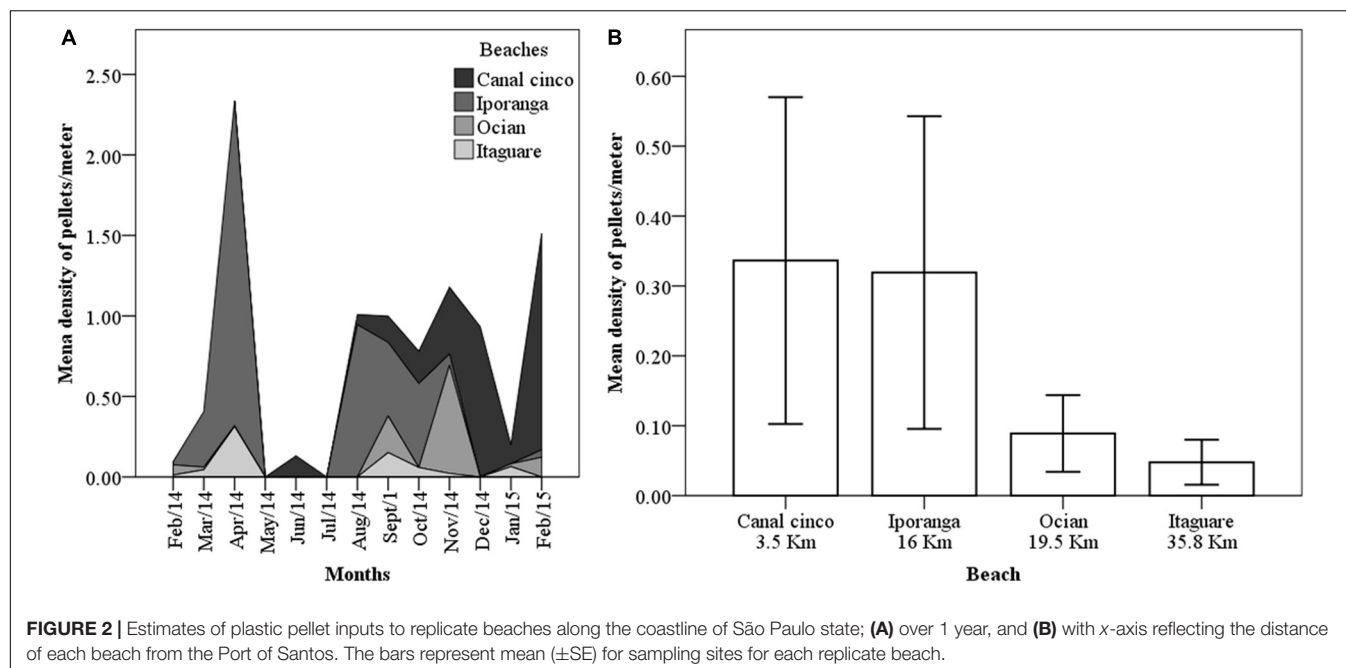 A
Beaches
Canal cinco
Iporanga
Ocian
Itaguare
Mena density of pellets/meter
2.50
2.00
1.50
1.00
0.50
0.00
Feb/14
Mar/14
Apr/14
May/14
Jun/14
Jul/14
Aug/14
Sept/1
Oct/14
Nov/14
Dec/14
Jan/15
Feb/15
Months
B
Mean density of pellets/meter
0.60
0.50
0.40
0.30
0.20
0.10
0.00
Canal cinco
3.5 Km
Iporanga
16 Km
Ocian
19.5 Km
Itaguare
35.8 Km
Beach
FIGURE 2 | Estimates of plastic pellet inputs to replicate beaches along the coastline of São Paulo state; (A) over 1 year, and (B) with x-axis reflecting the distance
of each beach from the Port of Santos. The bars represent mean (±SE) for sampling sites for each replicate beach.